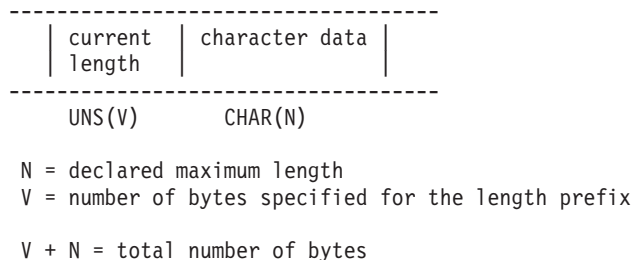 ------------------------------------
| current | character data |
| length | |
------------------------------------
UNS(V) CHAR(N)
N = declared maximum length
V = number of bytes specified for the length prefix
V + N = total number of bytes